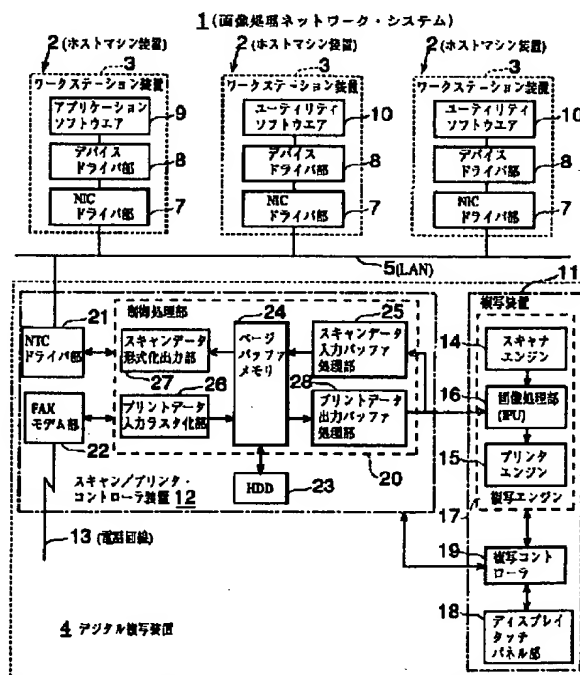 1 (画像処理ネットワーク・システム)
2 (ホストマシン装置)
2 (ホストマシン装置)
2 (ホストマシン装置)
3
3
3
ワークステーション装置
ワークステーション装置
ワークステーション装置
アプリケーション
ソフトウエア
9
ユーティリティ
ソフトウエア
10
ユーティリティ
ソフトウエア
10
デバイス
ドライバ部
8
デバイス
ドライバ部
8
デバイス
ドライバ部
8
NIC
ドライバ部
7
NIC
ドライバ部
7
NIC
ドライバ部
7
5(LAN)
11
複写装置
21
制御処理部
24
25
NTC
ドライバ部
スキャンデータ
形式化出力部
27
ページ
バッファ
メモリ
スキャンデータ
入力バッファ
処理部
14
スキャナ
エンジン
26
28
FAX
モデム部
22
プリントデータ
入力ラスタ化部
プリントデータ
出力バッファ
処理部
16
画像処理部
(IPU)
20
15
プリンタ
エンジン
スキャン/プリンタ・
コントローラ装置 12
HDD
23
17
複写エンジン
13 (電話回線)
19
複写コント
ローラ
4 デジタル複写装置
18
ディスプレイ
タッチ
パネル部